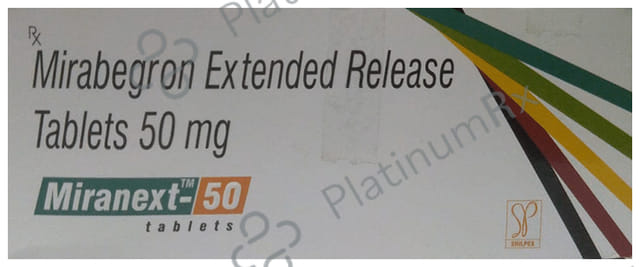 Rx
Mirabegron Extended Release
Tablets 50 mg
Miranext™-50
tablets
SHILPEX
PlatinumRx